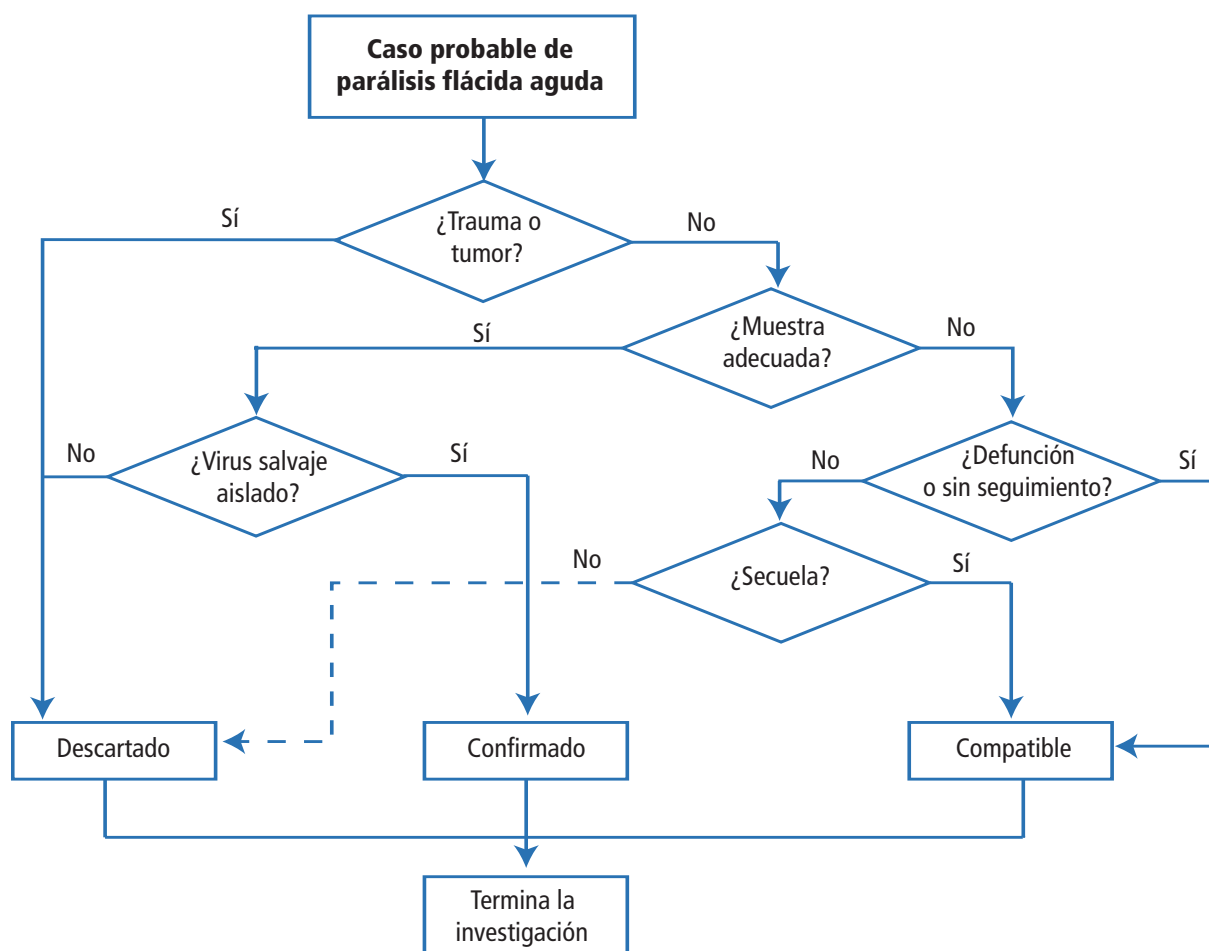 Caso probable de
parálisis flácida aguda
Sí
¿Trauma o
tumor?
No
Sí
¿Muestra
adecuada?
No
No
¿Virus salvaje
aislado?
Sí
No
¿Defunción
o sin seguimiento?
Sí
No
¿Secuela?
Sí
Descartado
Confirmado
Compatible
Termina la
investigación